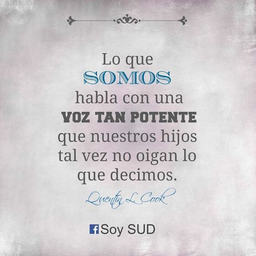 Lo que
SOMOS
habla con una
VOZ TAN POTENTE
que nuestros hijos
tal vez no oigan lo
que decimos.
Quentin L Cook
Soy SUD